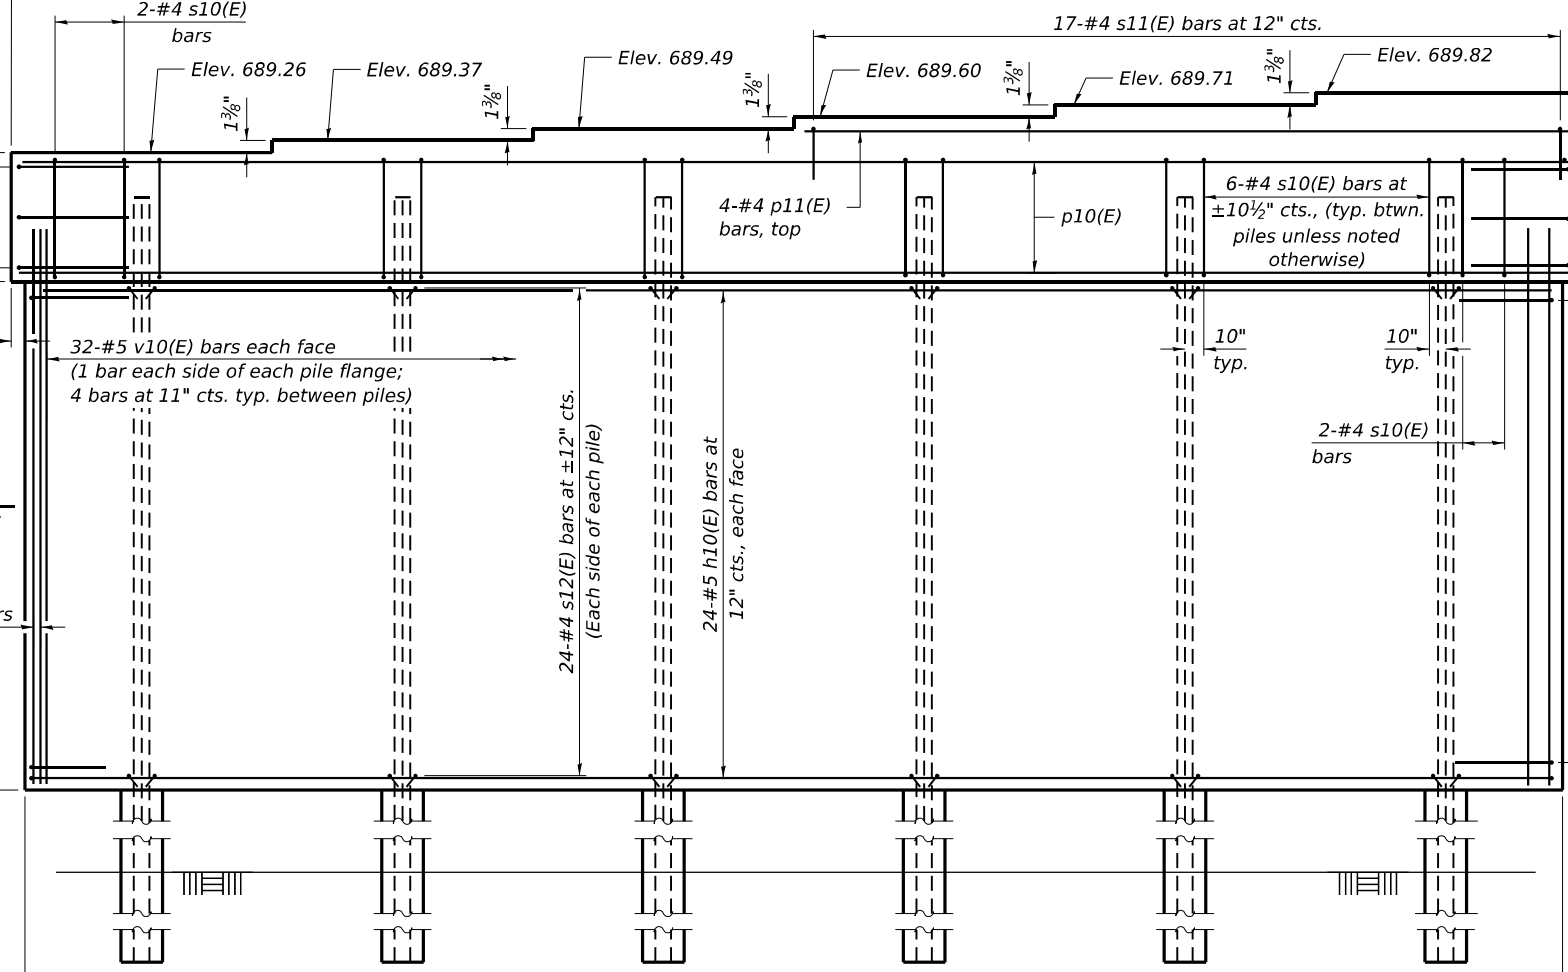 2-#4 s10(E)
bars
17-#4 s11(E) bars at 12" cts.
Elev. 689.26
Elev. 689.37
Elev. 689.49
Elev. 689.60
Elev. 689.71
Elev. 689.82
1⅜"
1⅜"
1⅜"
1⅜"
1⅜"
4-#4 p11(E)
bars, top
p10(E)
6-#4 s10(E) bars at
±10½" cts., (typ. btwn.
piles unless noted
otherwise)
32-#5 v10(E) bars each face
(1 bar each side of each pile flange;
4 bars at 11" cts. typ. between piles)
10"
typ.
10"
typ.
24-#4 s12(E) bars at ±12" cts.
(Each side of each pile)
24-#5 h10(E) bars at
12" cts., each face
2-#4 s10(E)
bars
rs